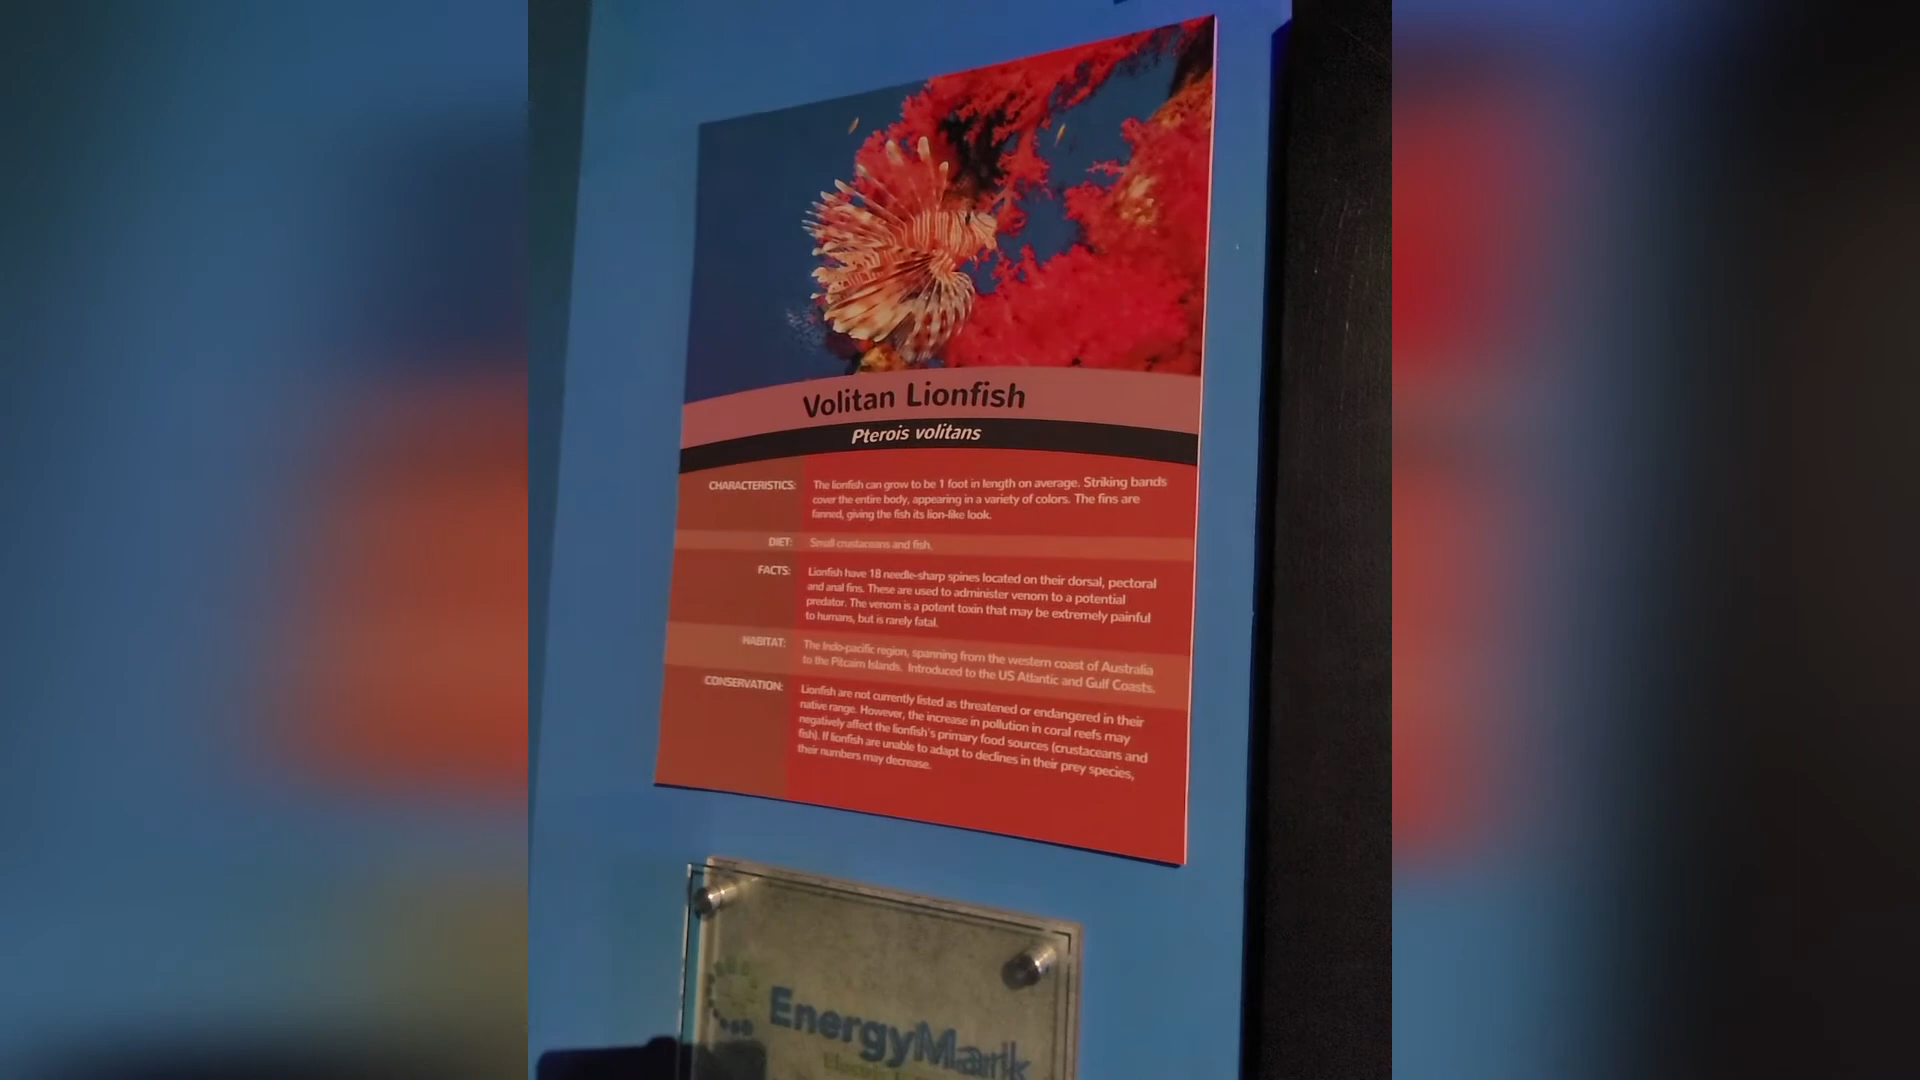 Volitan Lionfish
Pterois volitans
CHARACTERISTICS: The lionfish can grow to be 1 foot in length on average. Striking bands
cover the entire body, appearing in a variety of colors. The fins are
fanned, giving the fish its lion-like look.
DIET: Small crustaceans and fish.
FACTS: Lionfish have 18 needle-sharp spines located on their dorsal, pectoral
and anal fins. These are used to administer venom to a potential
predator. The venom is a potent toxin that may be extremely painful
to humans, but is rarely fatal.
HABITAT: The Indo-pacific region, spanning from the western coast of Australia
to the Pitcairn Islands. Introduced to the US Atlantic and Gulf Coasts.
CONSERVATION: Lionfish are not currently listed as threatened or endangered in their
native range. However, the increase in pollution in coral reefs may
negatively affect the lionfish's primary food sources (crustaceans and
fish). If lionfish are unable to adapt to declines in their prey species,
their numbers may decrease.
EnergyMark